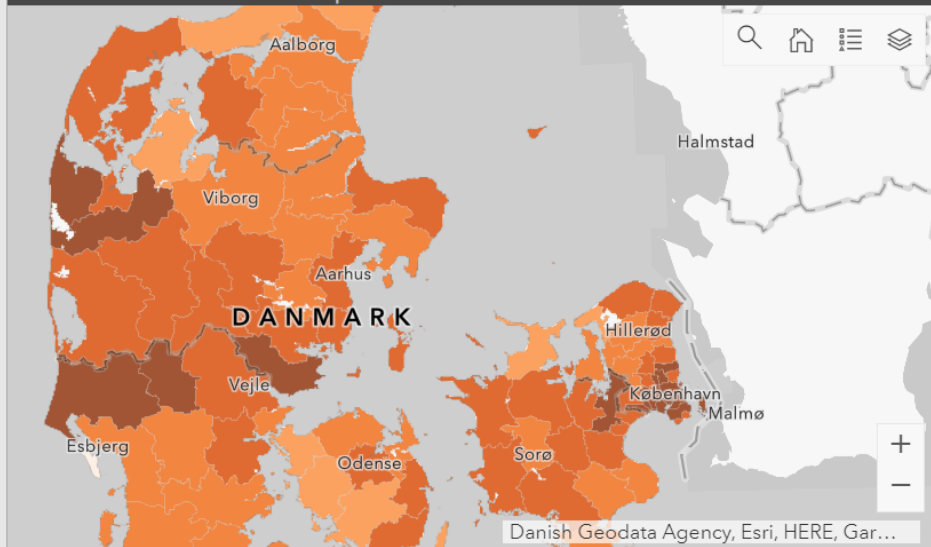 Aalborg
Halmstad
Viborg
Aarhus
DANMARK
Hillerød
Vejle
København
Malmø
Esbjerg
Odense
Sorø
+
−
Danish Geodata Agency, Esri, HERE, Gar...